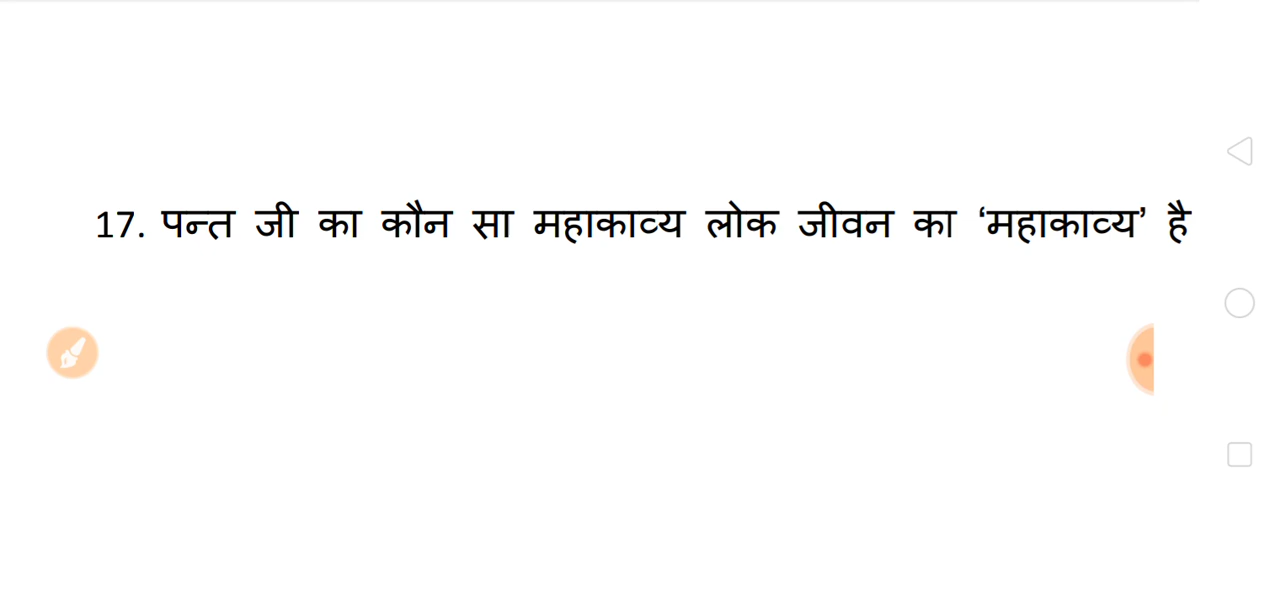 17. पन्त जी का कौन सा महाकाव्य लोक जीवन का ‘महाकाव्य’ है